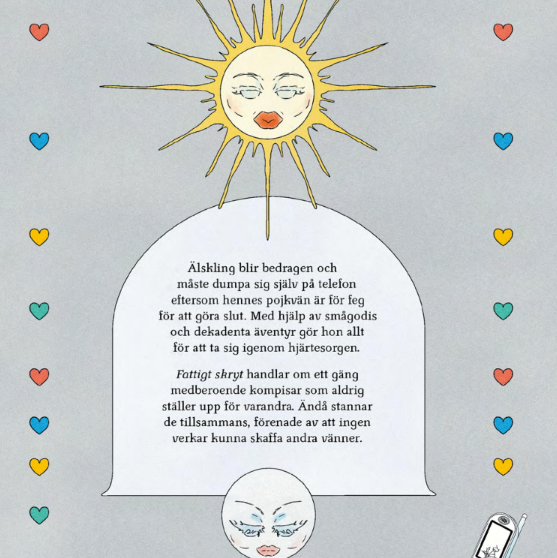 Älskling blir bedragen och
måste dumpa sig själv på telefon
eftersom hennes pojkvän är för feg
för att göra slut. Med hjälp av smågodis
och dekadenta äventyr gör hon allt
för att ta sig igenom hjärtesorgen.
Fattigt skryt handlar om ett gäng
medberoende kompisar som aldrig
ställer upp för varandra. Ändå stannar
de tillsammans, förenade av att ingen
verkar kunna skaffa andra vänner.